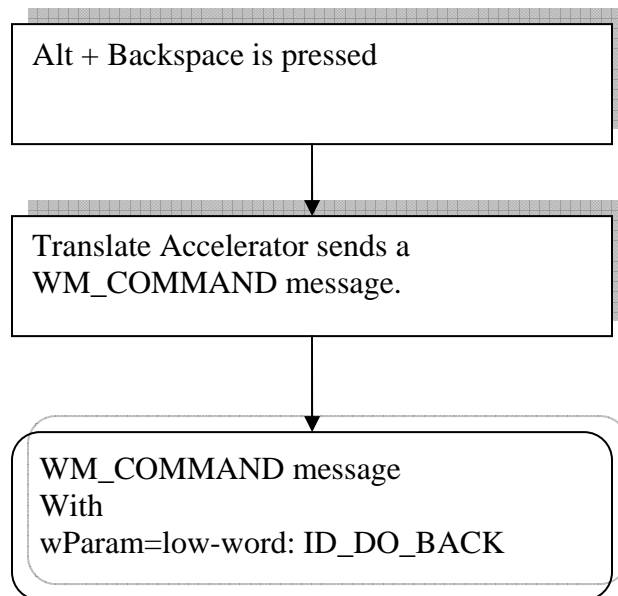 Alt + Backspace is pressed
Translate Accelerator sends a
WM_COMMAND message.
WM_COMMAND message
With
wParam=low-word: ID_DO_BACK